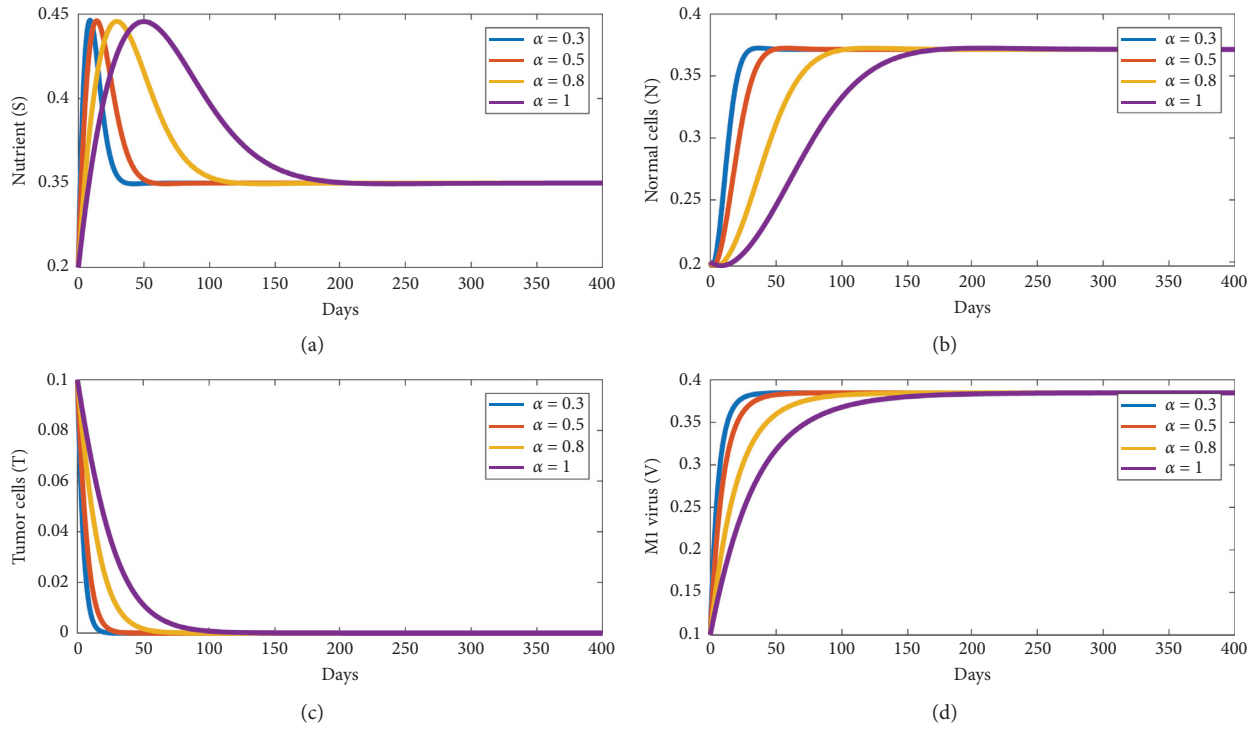 Nutrient (S)
0.45
0.4
0.35
0.2
α = 0.3
α = 0.5
α = 0.8
α = 1
0 50 100 150 200 250 300 350 400
Days
(a)
Normal cells (N)
0.4
0.35
0.3
0.25
0.2
α = 0.3
α = 0.5
α = 0.8
α = 1
0 50 100 150 200 250 300 350 400
Days
(b)
Tumor cells (T)
0.1
0.08
0.06
0.04
0.02
0
α = 0.3
α = 0.5
α = 0.8
α = 1
0 50 100 150 200 250 300 350 400
Days
(c)
M1 virus (V)
0.4
0.35
0.3
0.25
0.2
0.15
0.1
α = 0.3
α = 0.5
α = 0.8
α = 1
0 50 100 150 200 250 300 350 400
Days
(d)